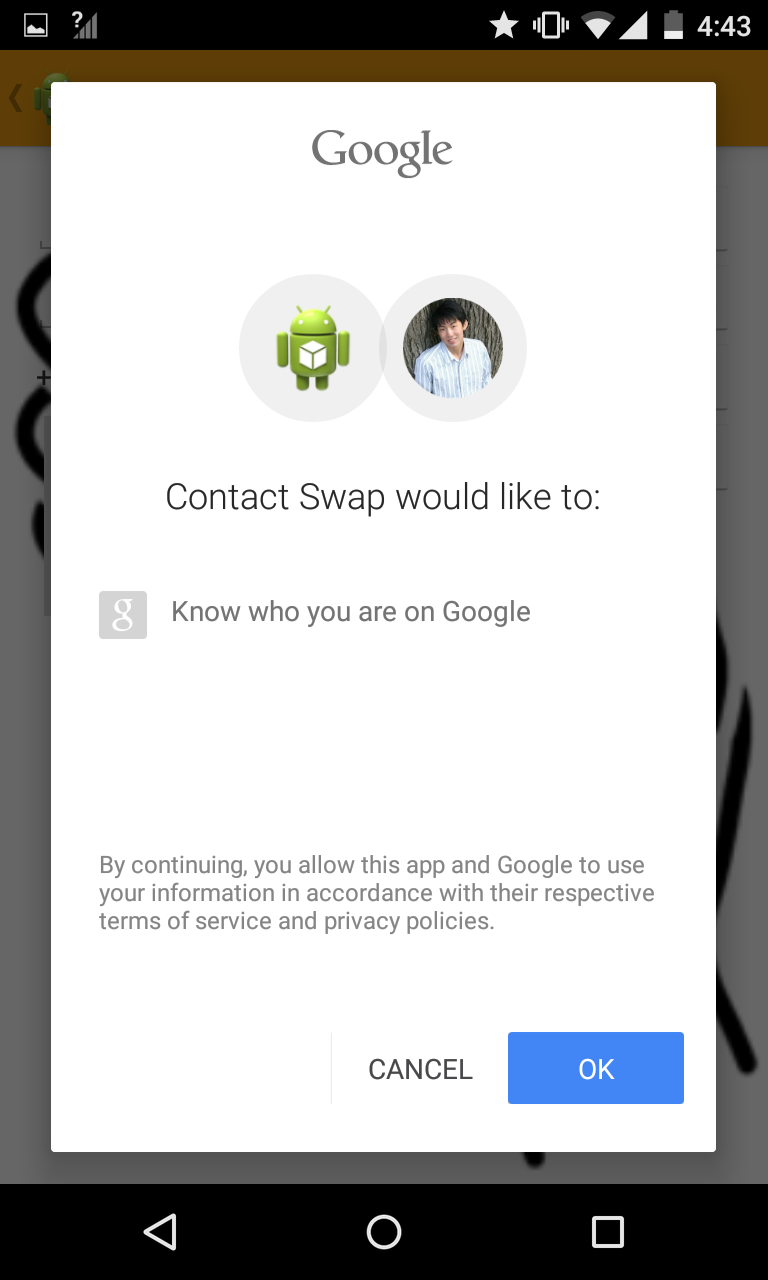 4:43
Google
Contact Swap would like to:
g Know who you are on Google
By continuing, you allow this app and Google to use
your information in accordance with their respective
terms of service and privacy policies.
CANCEL OK